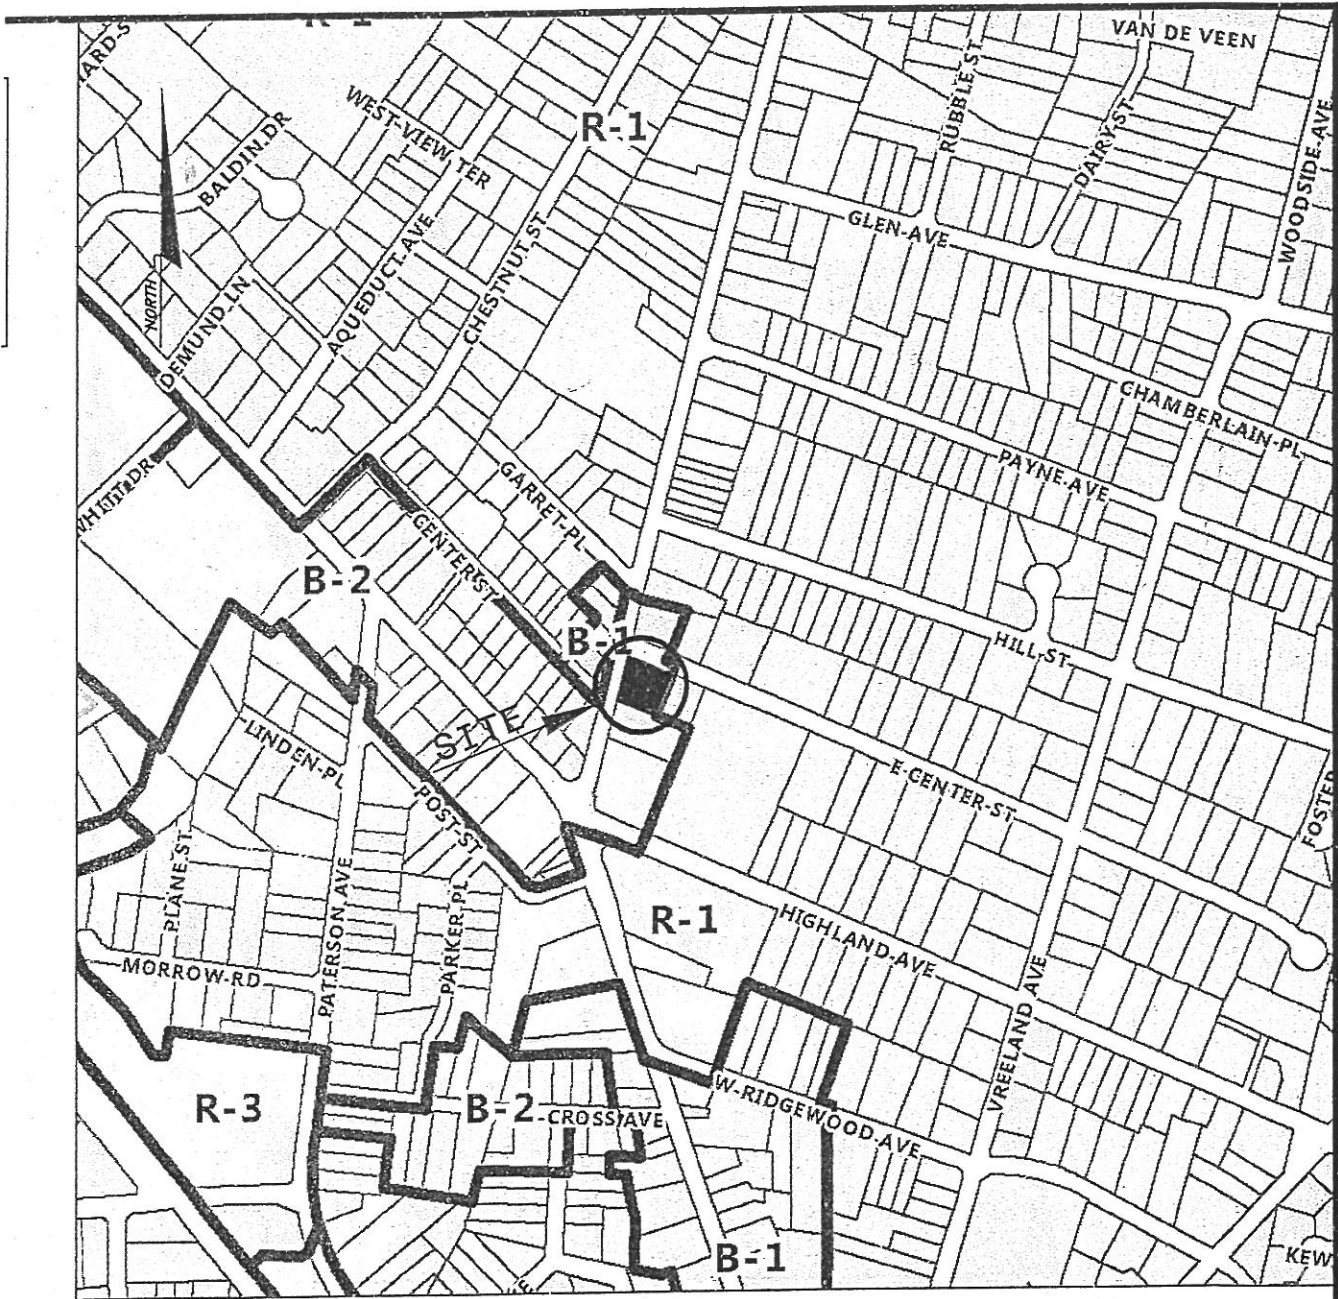 R-1
VAN DE VEEN
BALDIN DR
WEST VIEW TER
R-1
RUBBLE ST
DAIRY ST
WOODSIDE AVE
GLEN AVE
NORTH
DEMUND LN
AQUEDUCT AVE
CHESTNUT ST
CHAMBERLAIN PL
GARRET PL
PAYNE AVE
CENTER ST
B-2
B-1
HILL ST
SITE
LINDEN PL
E CENTER ST
POST ST
FOSTER
PLANE ST
PATERSON AVE
PARKER PL
R-1
HIGHLAND AVE
MORROW RD
VREELAND AVE
R-3
B-2
CROSS AVE
W RIDGEWOOD AVE
B-1
KEW